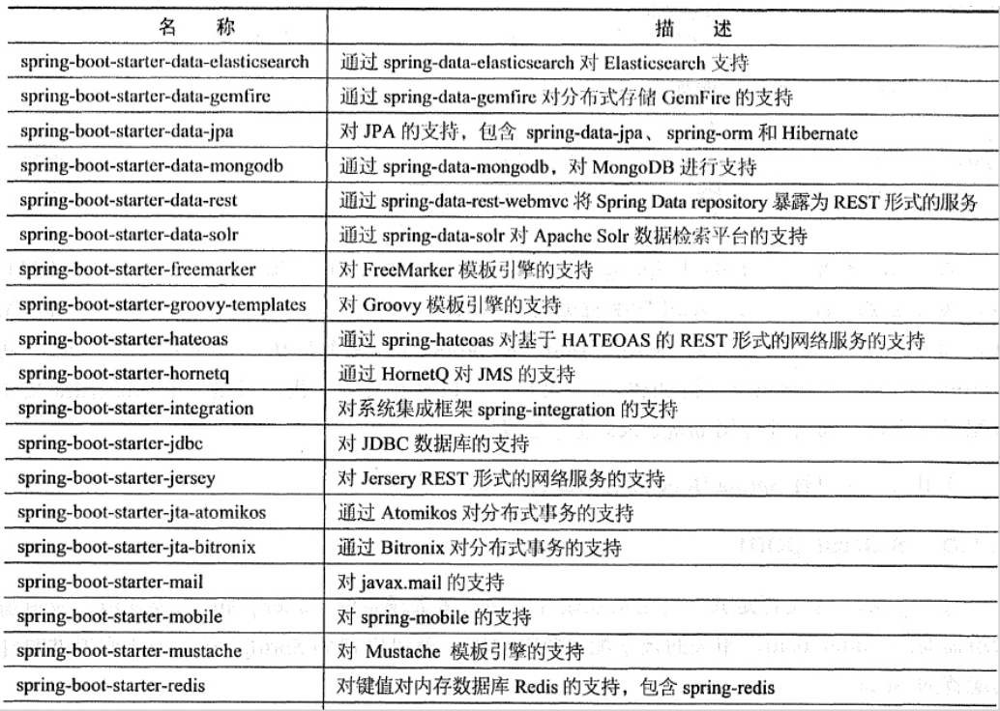 名 称 描 述
spring-boot-starter-data-elasticsearch 通过 spring-data-elasticsearch 对 Elasticsearch 支持
spring-boot-starter-data-gemfire 通过 spring-data-gemfire 对分布式存储 GemFire 的支持
spring-boot-starter-data-jpa 对 JPA 的支持，包含 spring-data-jpa、spring-orm 和 Hibernate
spring-boot-starter-data-mongodb 通过 spring-data-mongodb，对 MongoDB 进行支持
spring-boot-starter-data-rest 通过 spring-data-rest-webmvc 将 Spring Data repository 暴露为 REST 形式的服务
spring-boot-starter-data-solr 通过 spring-data-solr 对 Apache Solr 数据检索平台的支持
spring-boot-starter-freemarker 对 FreeMarker 模板引擎的支持
spring-boot-starter-groovy-templates 对 Groovy 模板引擎的支持
spring-boot-starter-hateoas 通过 spring-hateoas 对基于 HATEOAS 的 REST 形式的网络服务的支持
spring-boot-starter-hornetq 通过 HornetQ 对 JMS 的支持
spring-boot-starter-integration 对系统集成框架 spring-integration 的支持
spring-boot-starter-jdbc 对 JDBC 数据库的支持
spring-boot-starter-jersey 对 Jersery REST 形式的网络服务的支持
spring-boot-starter-jta-atomikos 通过 Atomikos 对分布式事务的支持
spring-boot-starter-jta-bitronix 通过 Bitronix 对分布式事务的支持
spring-boot-starter-mail 对 javax.mail 的支持
spring-boot-starter-mobile 对 spring-mobile 的支持
spring-boot-starter-mustache 对 Mustache 模板引擎的支持
spring-boot-starter-redis 对键值对内存数据库 Redis 的支持，包含 spring-redis